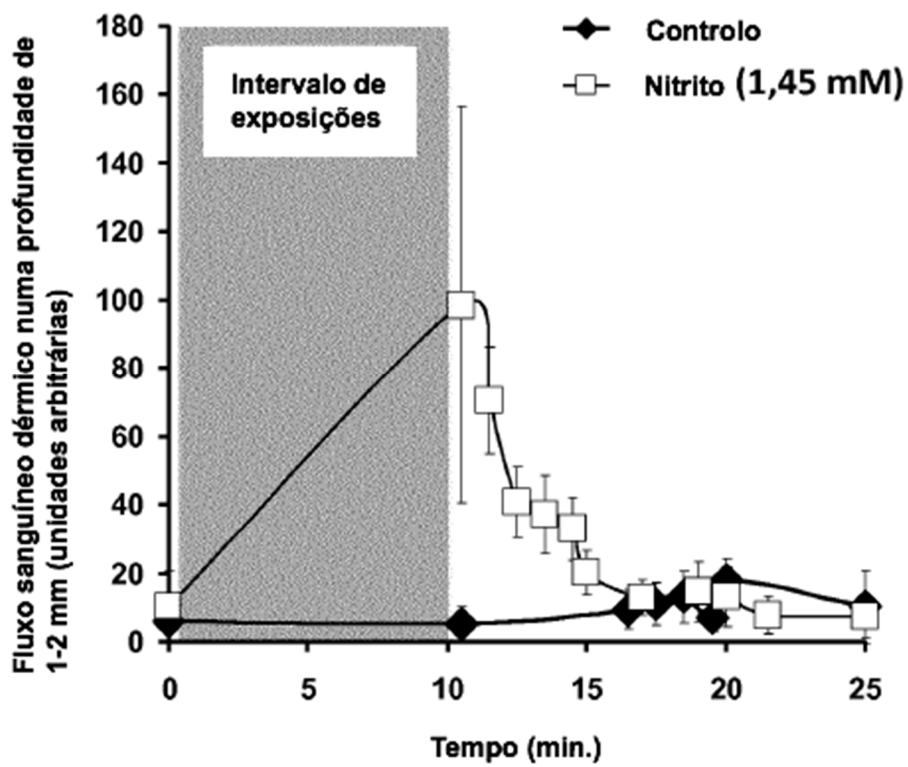 Fluxo sanguíneo dérmico numa profundidade de
1-2 mm (unidades arbitrárias)
180
160
140
120
100
80
60
40
20
0
Intervalo de
exposições
Controlo
Nitrito (1,45 mM)
0
5
10
15
20
25
Tempo (min.)